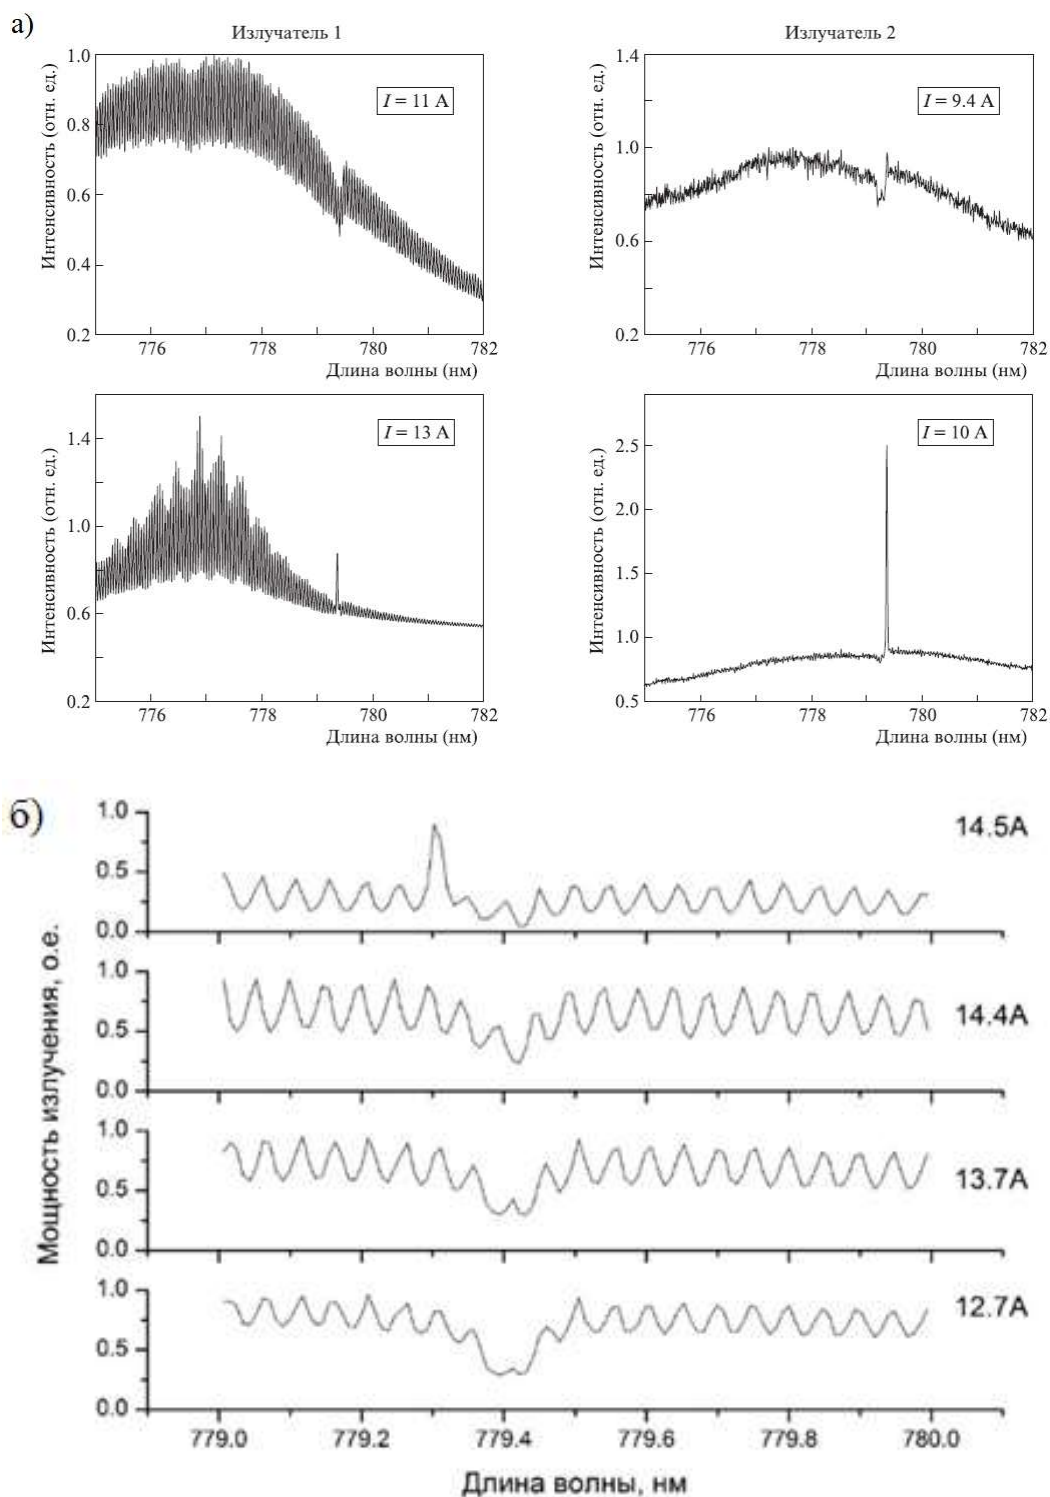 а)
Излучатель 1
Интенсивность (отн. ед.)
1.0
0.8
0.6
0.4
0.2
I = 11 А
776
778
780
782
Длина волны (нм)
Излучатель 2
Интенсивность (отн. ед.)
1.4
1.0
0.6
0.2
I = 9.4 А
776
778
780
782
Длина волны (нм)
Интенсивность (отн. ед.)
1.4
1.0
0.6
0.2
I = 13 А
776
778
780
782
Длина волны (нм)
Интенсивность (отн. ед.)
2.5
2.0
1.5
1.0
0.5
I = 10 А
776
778
780
782
Длина волны (нм)
б)
Мощность излучения, о.е.
1.0
0.5
0.0
14.5А
1.0
0.5
0.0
14.4А
1.0
0.5
0.0
13.7А
1.0
0.5
0.0
12.7А
779.0
779.2
779.4
779.6
779.8
780.0
Длина волны, нм